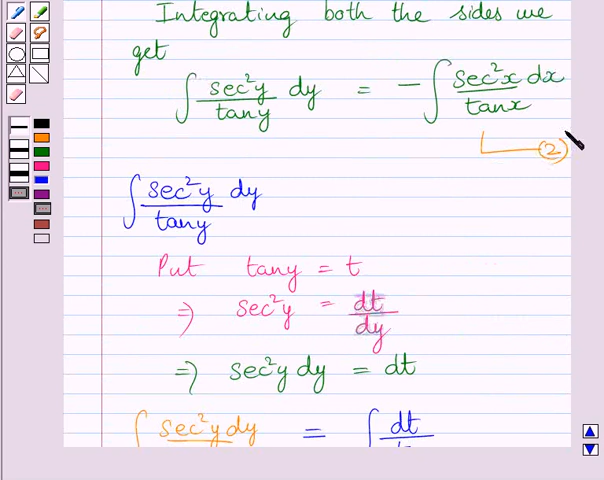 Integrating both the sides we
get
∫ sec²y/tany dy = -∫ sec²x/tanx dx
2
∫ sec²y/tany dy
Put tany = t
⇒ sec²y = dt/dy
⇒ sec²y dy = dt
∫ sec²y dy = ∫ dt